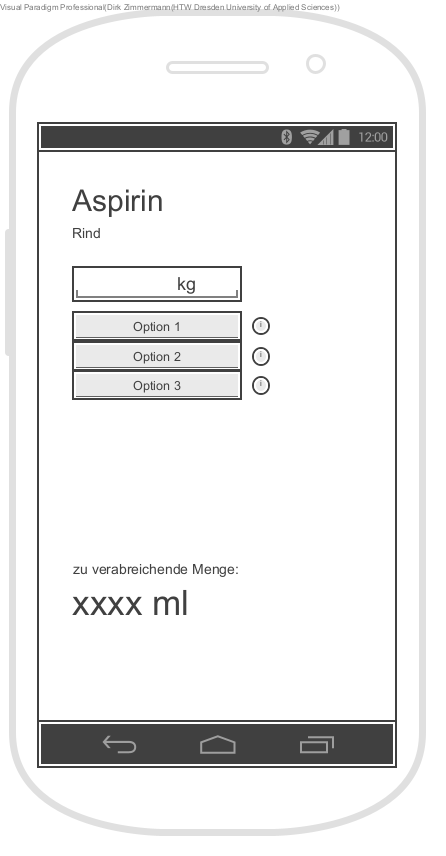 Visual Paradigm Professional(Dirk Zimmermann(HTW Dresden University of Applied Sciences))
12:00
Aspirin
Rind
kg
Option 1
i
Option 2
i
Option 3
i
zu verabreichende Menge:
xxxx ml